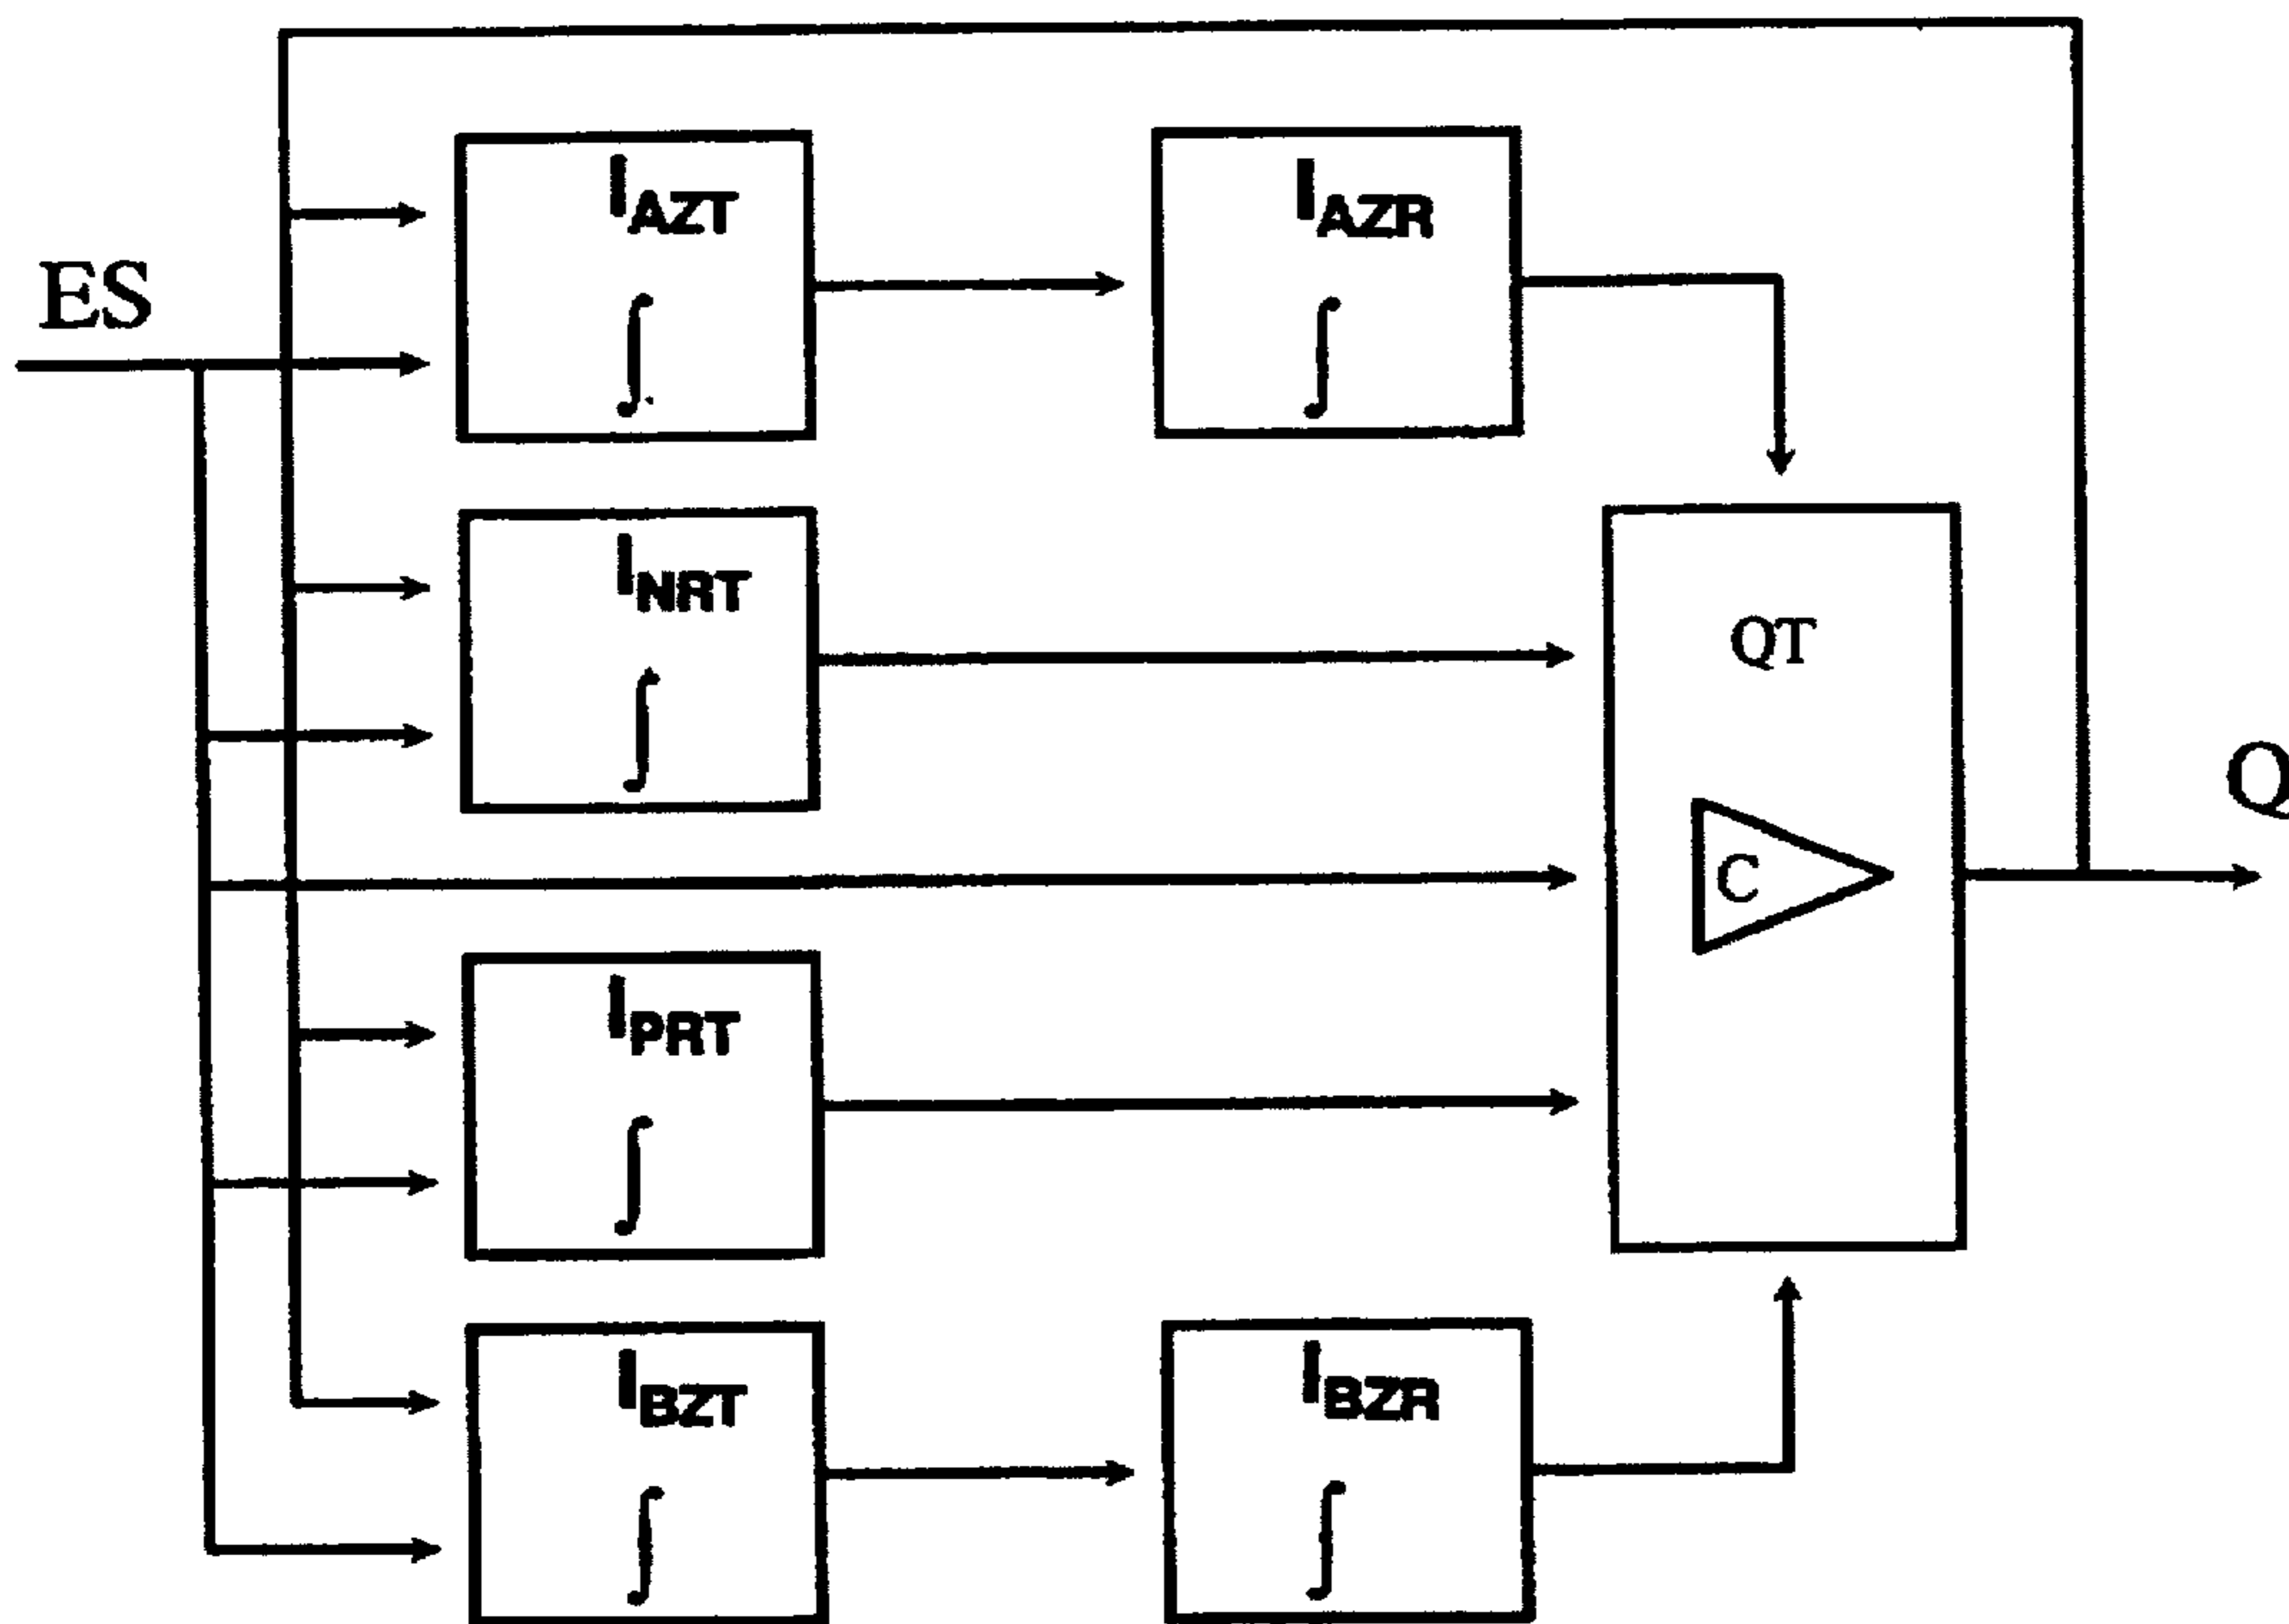 I_AZT
I_AZR
ES
∫
∫
I_NRT
QT
∫
Q
C
I_PRT
∫
I_BZT
I_BZR
∫
∫